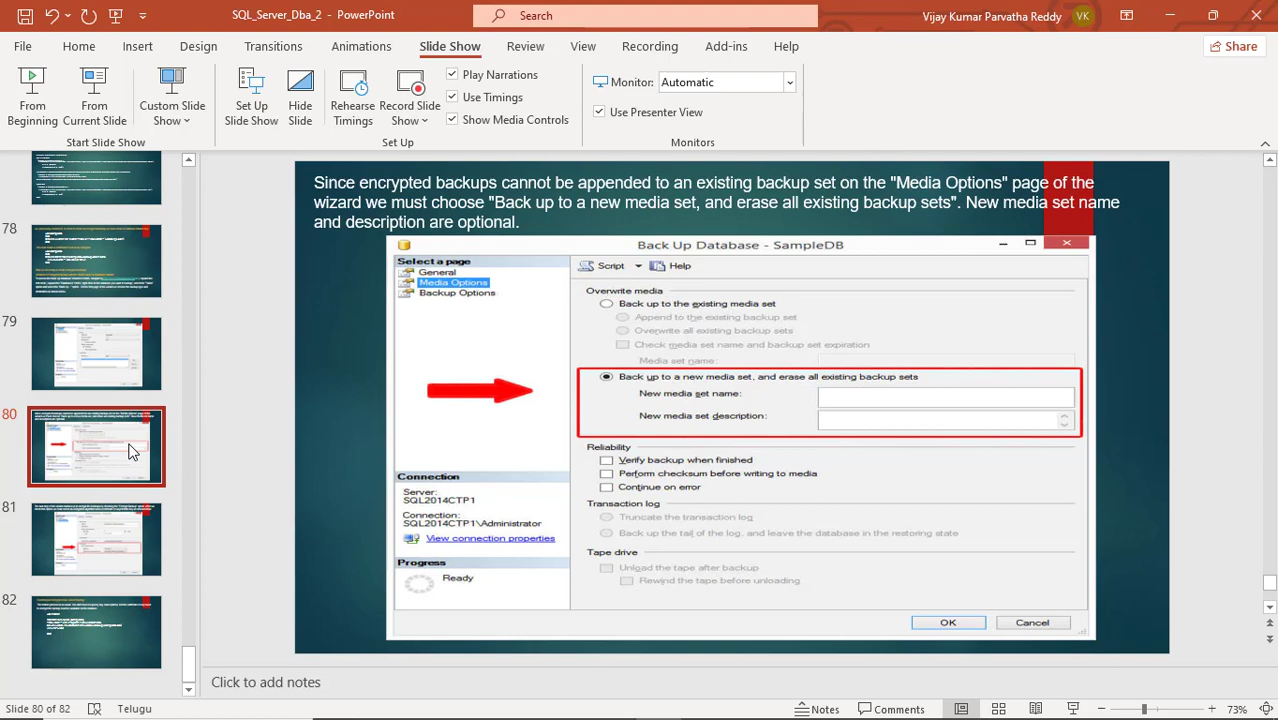 SQL_Server_Dba_2 - PowerPoint
Search
Vijay Kumar Parvatha Reddy
VK
File
Home
Insert
Design
Transitions
Animations
Slide Show
Review
View
Recording
Add-ins
Help
Share
From Beginning
From Current Slide
Custom Slide Show
Set Up Slide Show
Hide Slide
Rehearse Timings
Record Slide Show
Play Narrations
Use Timings
Show Media Controls
Monitor:
Automatic
Use Presenter View
Start Slide Show
Set Up
Monitors
78
79
80
81
82
Since encrypted backups cannot be appended to an existing backup set on the "Media Options" page of the
wizard we must choose "Back up to a new media set, and erase all existing backup sets". New media set name
and description are optional.
Back Up Database - SampleDB
Select a page
General
Media Options
Backup Options
Script
Help
Overwrite media
Back up to the existing media set
Append to the existing backup set
Overwrite all existing backup sets
Check media set name and backup set expiration
Media set name:
Back up to a new media set, and erase all existing backup sets
New media set name:
New media set description:
Reliability
Verify backup when finished
Perform checksum before writing to media
Continue on error
Transaction log
Truncate the transaction log
Back up the tail of the log, and leave the database in the restoring state
Tape drive
Unload the tape after backup
Rewind the tape before unloading
Connection
Server:
SQL2014CTP1
Connection:
SQL2014CTP1\Administrator
View connection properties
Progress
Ready
OK
Cancel
Click to add notes
Slide 80 of 82
Telugu
Notes
Comments
73%